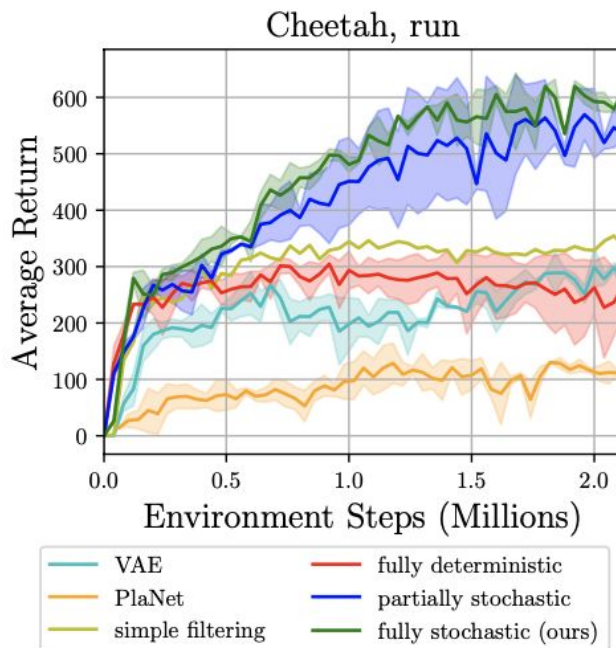 Cheetah, run
Average Return
600
500
400
300
200
100
0
0.0 0.5 1.0 1.5 2.0
Environment Steps (Millions)
VAE fully deterministic
PlaNet partially stochastic
simple filtering fully stochastic (ours)